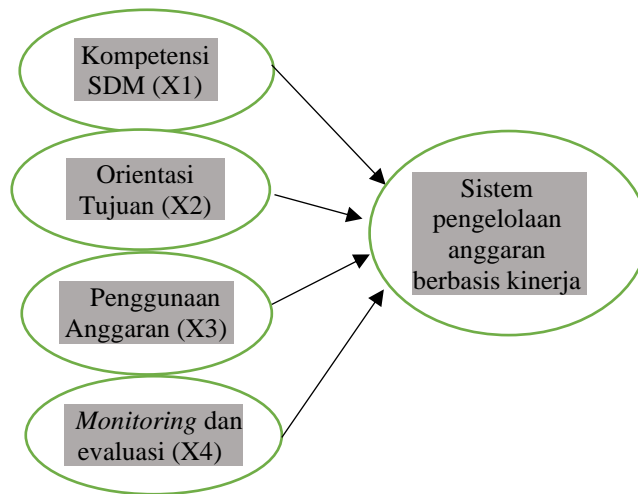 Kompetensi
SDM (X1)
Orientasi
Tujuan (X2)
Penggunaan
Anggaran (X3)
Monitoring dan
evaluasi (X4)
Sistem
pengelolaan
anggaran
berbasis kinerja